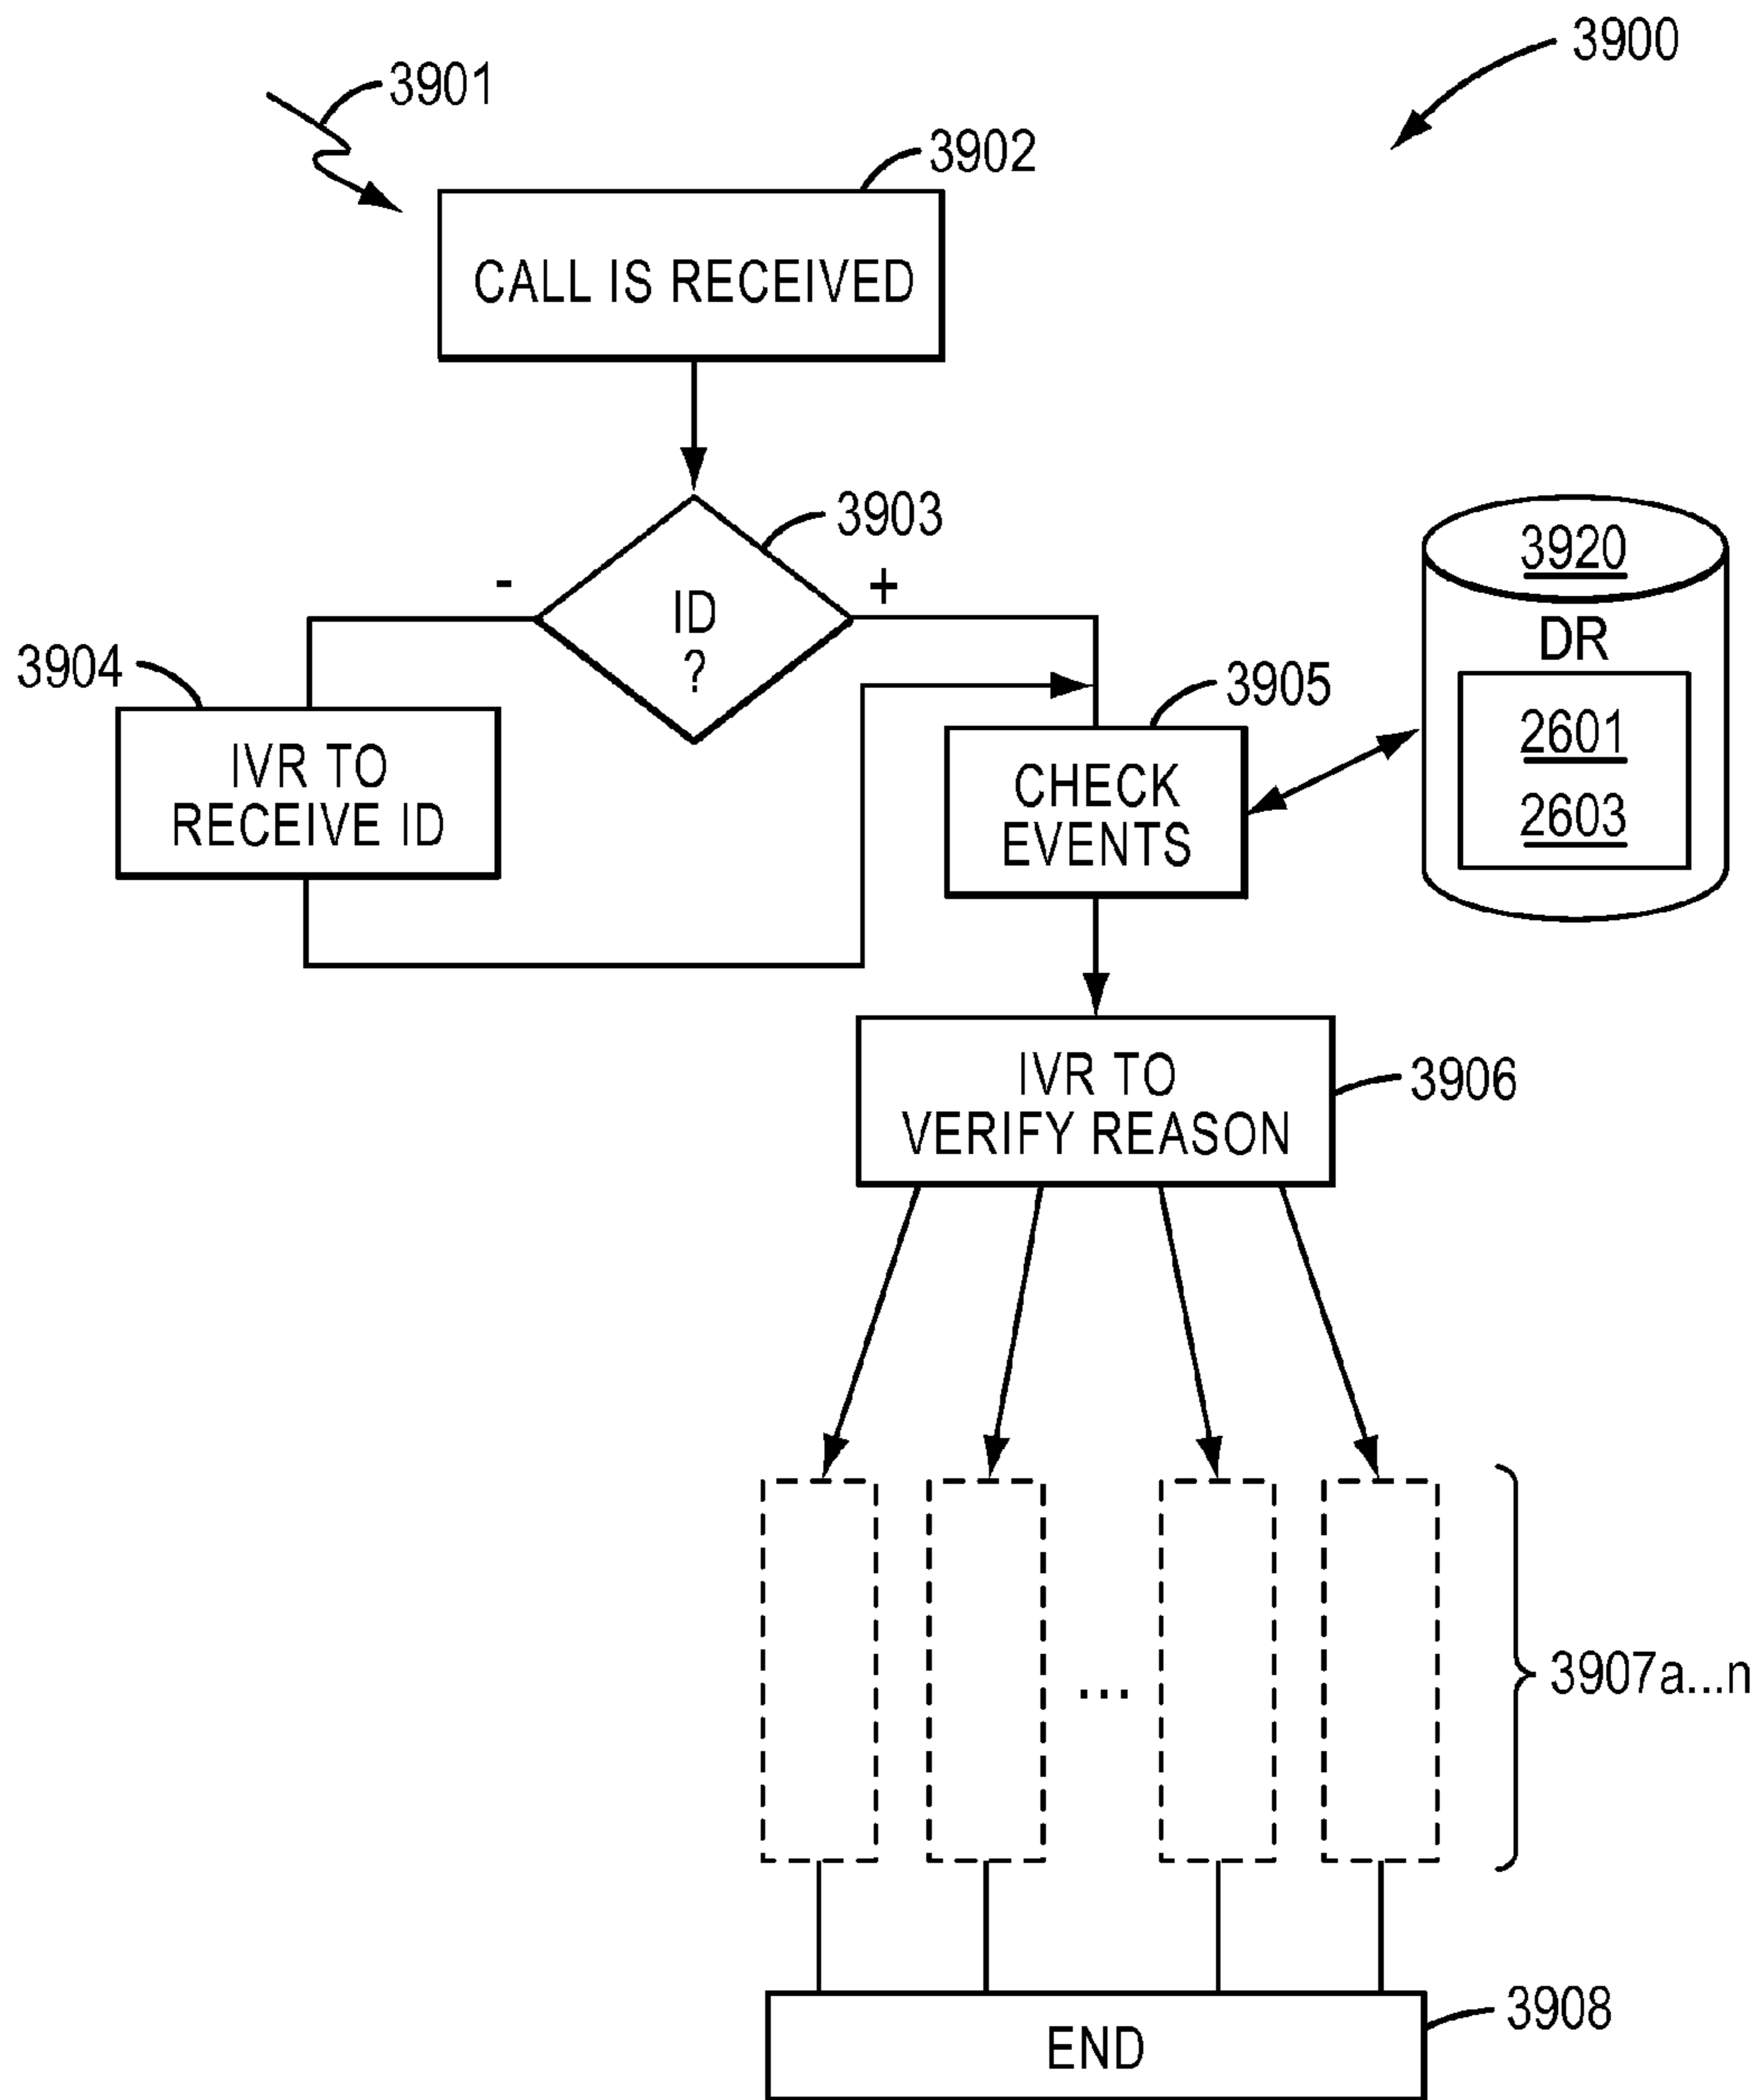 3900
3901
3902
CALL IS RECEIVED
3903
-
+
ID
?
3920
DR
2601
2603
3904
IVR TO
RECEIVE ID
3905
CHECK
EVENTS
IVR TO
VERIFY REASON
3906
...
3907a...n
END
3908